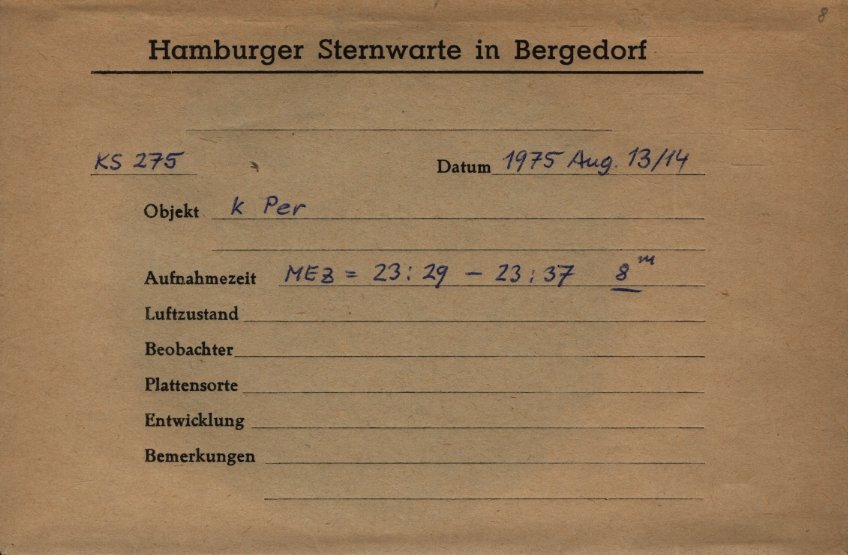 8
Hamburger Sternwarte in Bergedorf
KS 275 Datum 1975 Aug. 13/14
Objekt k Per
Aufnahmezeit MEZ = 23:29 – 23:37 8ᵐ
Luftzustand
Beobachter
Plattensorte
Entwicklung
Bemerkungen